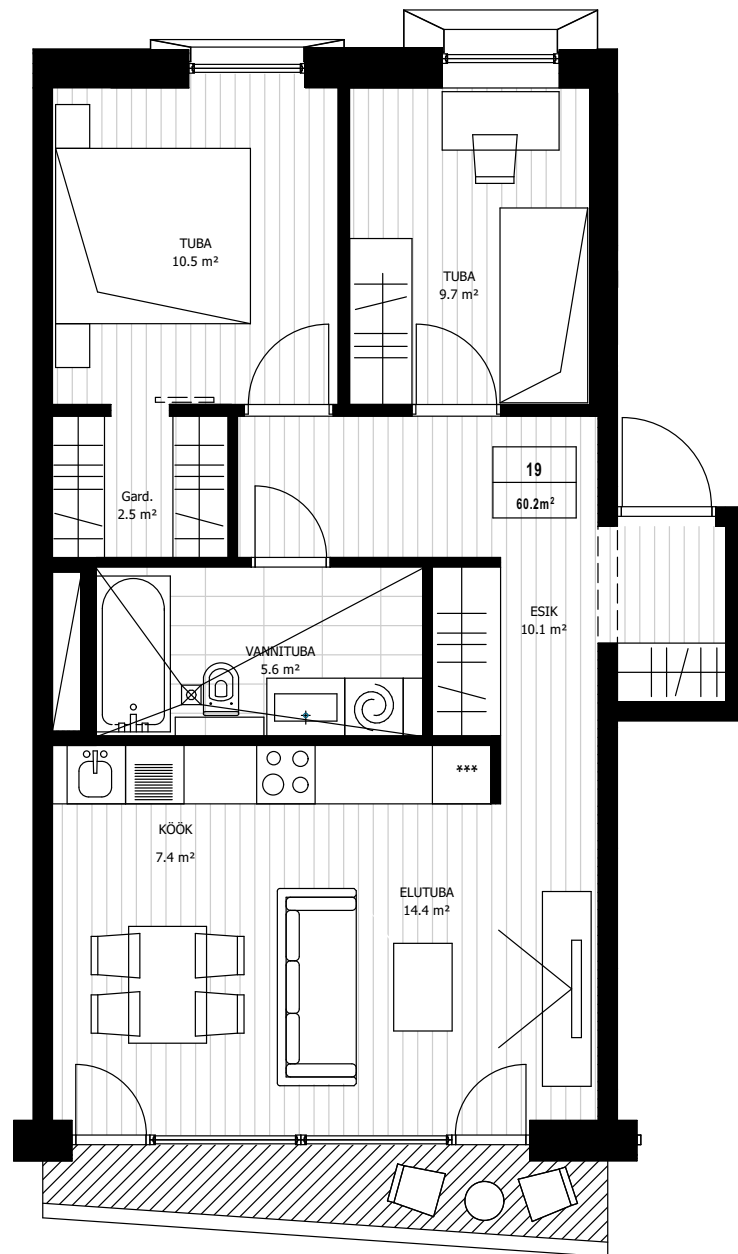 TUBA
10.5 m²
TUBA
9.7 m²
19
60.2m²
Gard.
2.5 m²
ESIK
10.1 m²
VANNITUBA
5.6 m²
***
KÖÖK
7.4 m²
ELUTUBA
14.4 m²